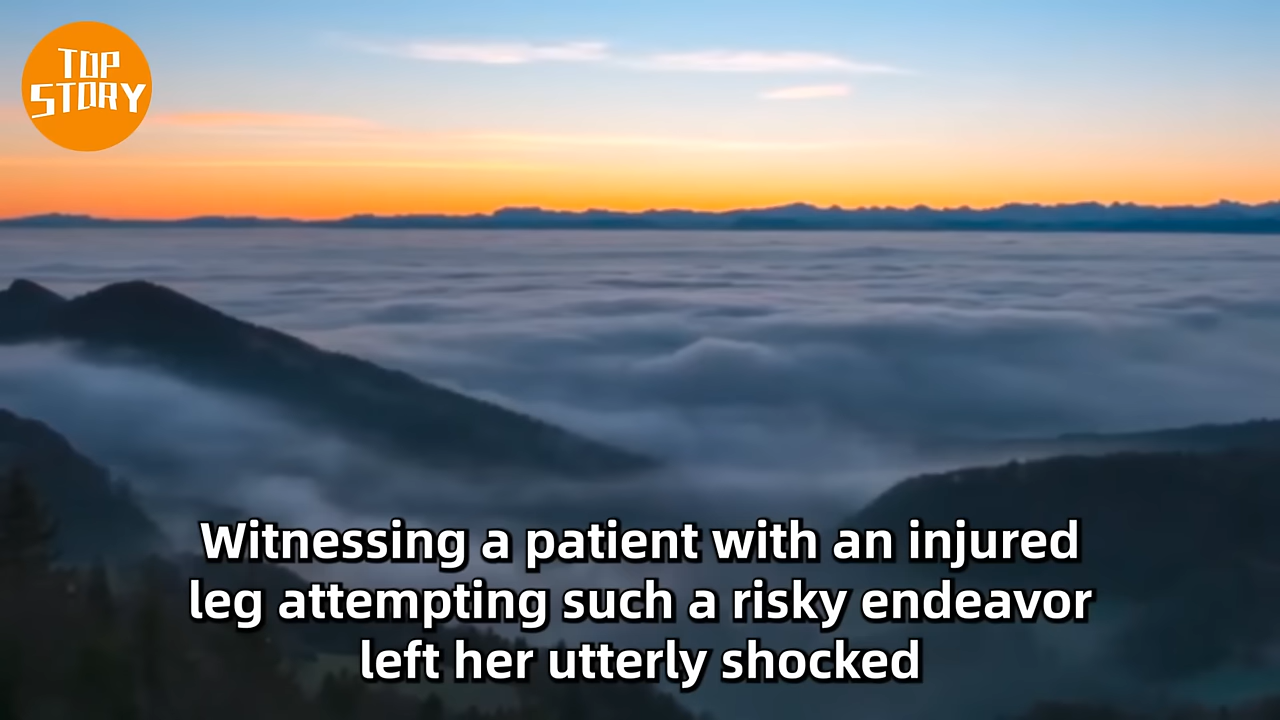 TOP
STORY
Witnessing a patient with an injured
leg attempting such a risky endeavor
left her utterly shocked